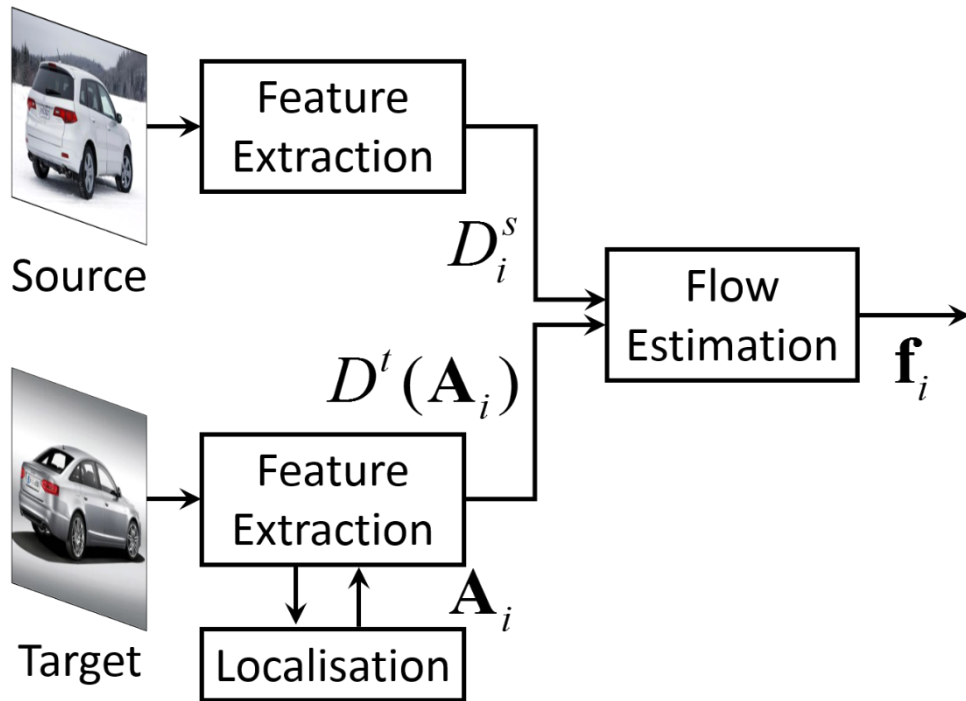 Feature
Extraction
Source
D_i^s
Flow
Estimation
f_i
D^t(A_i)
Feature
Extraction
A_i
Target
Localisation